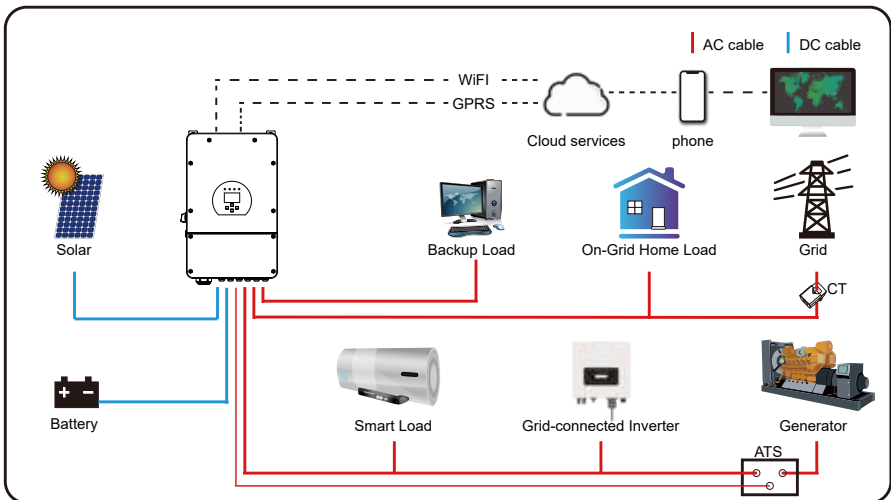 AC cable
DC cable
WiFI
GPRS
Cloud services
phone
Solar
Backup Load
On-Grid Home Load
Grid
CT
Battery
Smart Load
Grid-connected Inverter
Generator
ATS